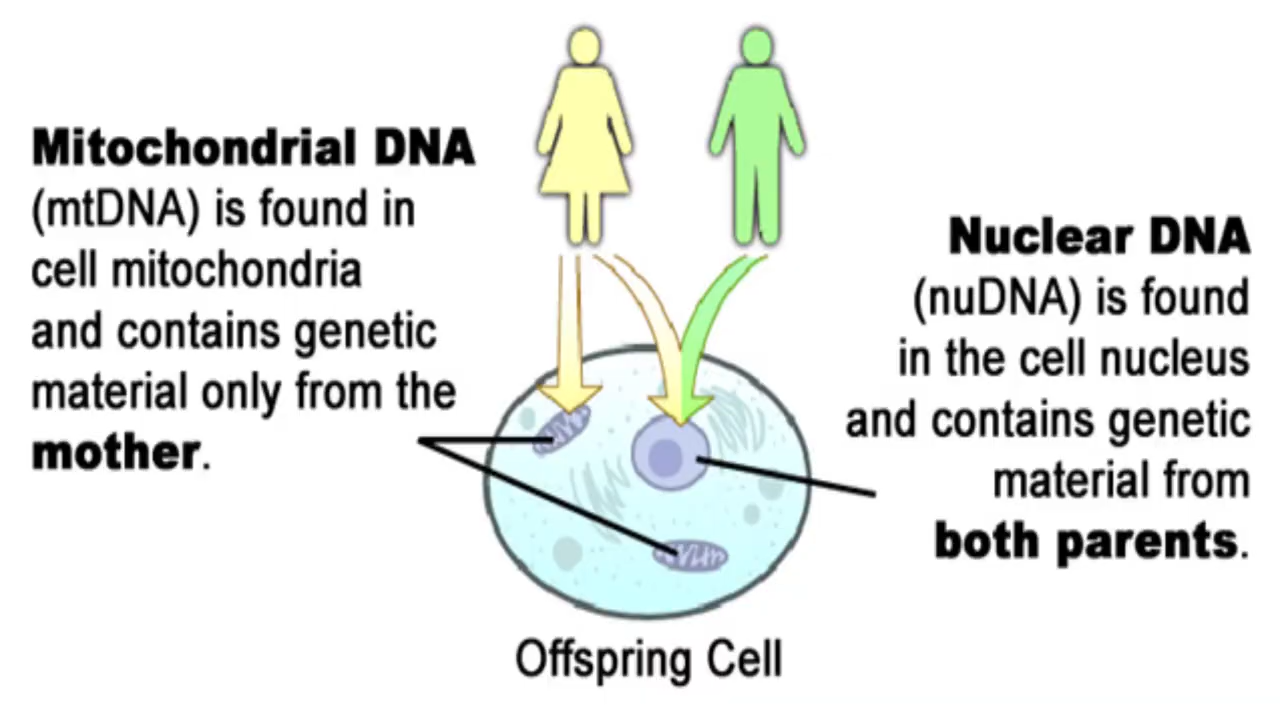 Mitochondrial DNA
(mtDNA) is found in
cell mitochondria
and contains genetic
material only from the
mother.
Nuclear DNA
(nuDNA) is found
in the cell nucleus
and contains genetic
material from
both parents.
Offspring Cell